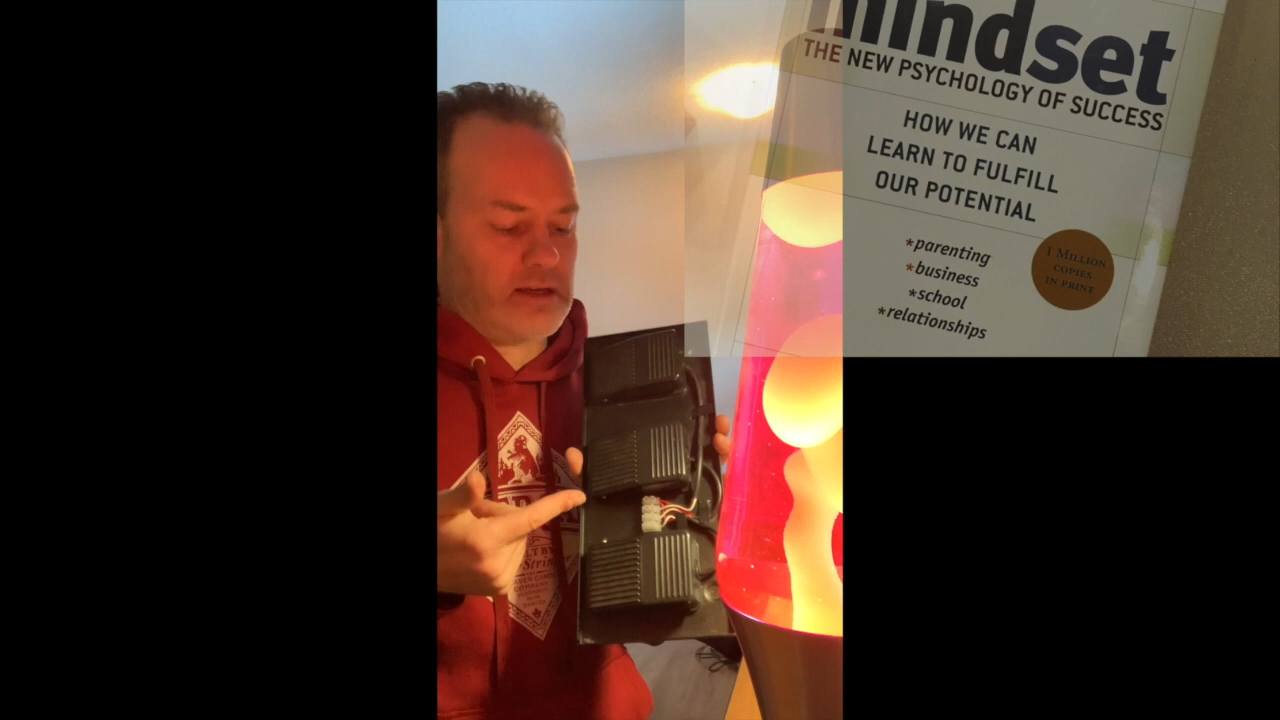 mindset
THE NEW PSYCHOLOGY OF SUCCESS
HOW WE CAN
LEARN TO FULFILL
OUR POTENTIAL
*parenting
*business
*school
*relationships
1 MILLION
COPIES
IN PRINT